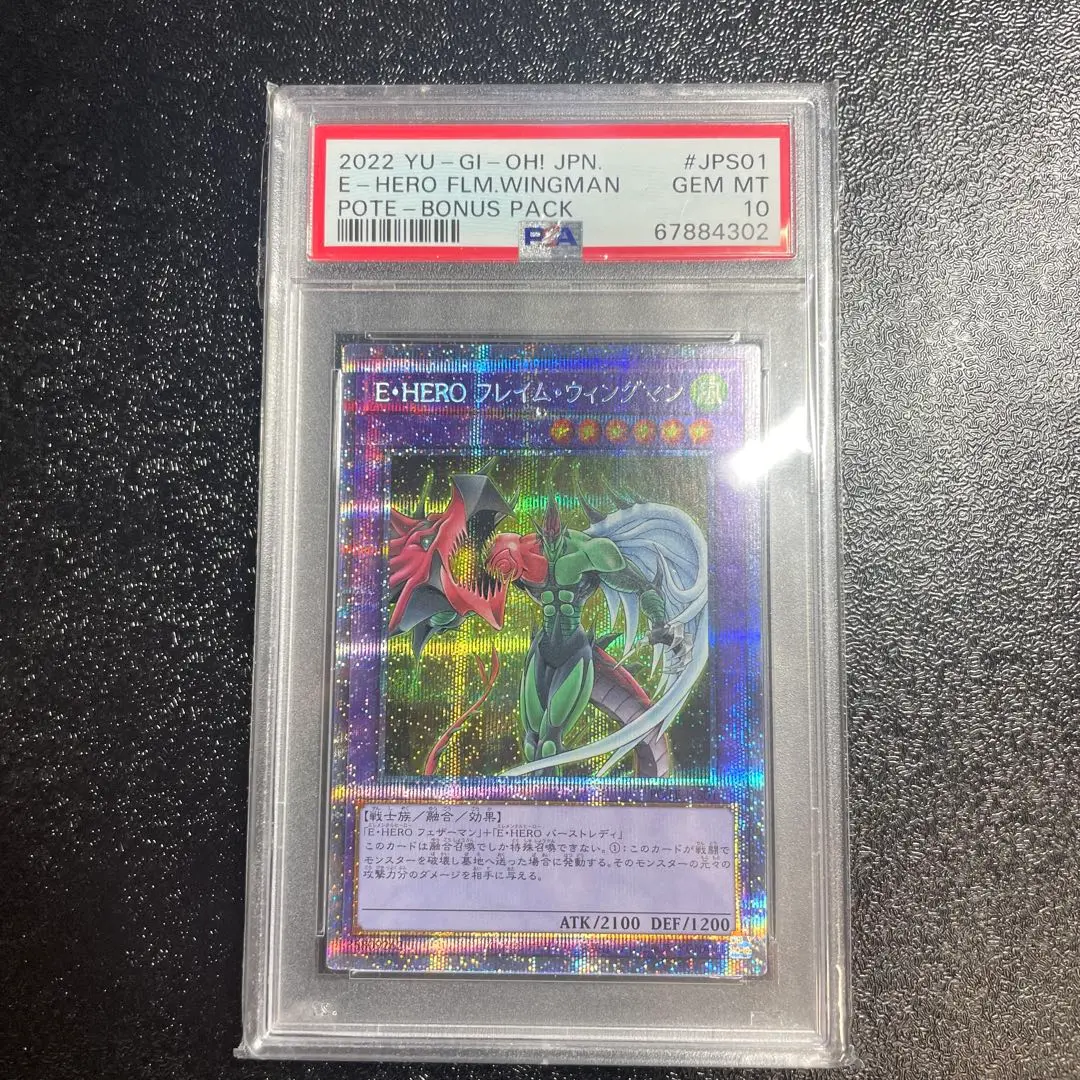 2022 YU-GI-OH! JPN. #JPS01
E-HERO FLM.WINGMAN GEM MT
POTE-BONUS PACK 10
PSA 67884302
E・HERO フレイム・ウィングマン 風
【戦士族/融合/効果】
「E・HERO フェザーマン」+「E・HERO バーストレディ」
このカードは融合召喚でしか特殊召喚できない。①:このカードが戦闘で
モンスターを破壊し墓地へ送った場合に発動する。そのモンスターの元々の
攻撃力分のダメージを相手に与える。
ATK/2100 DEF/1200